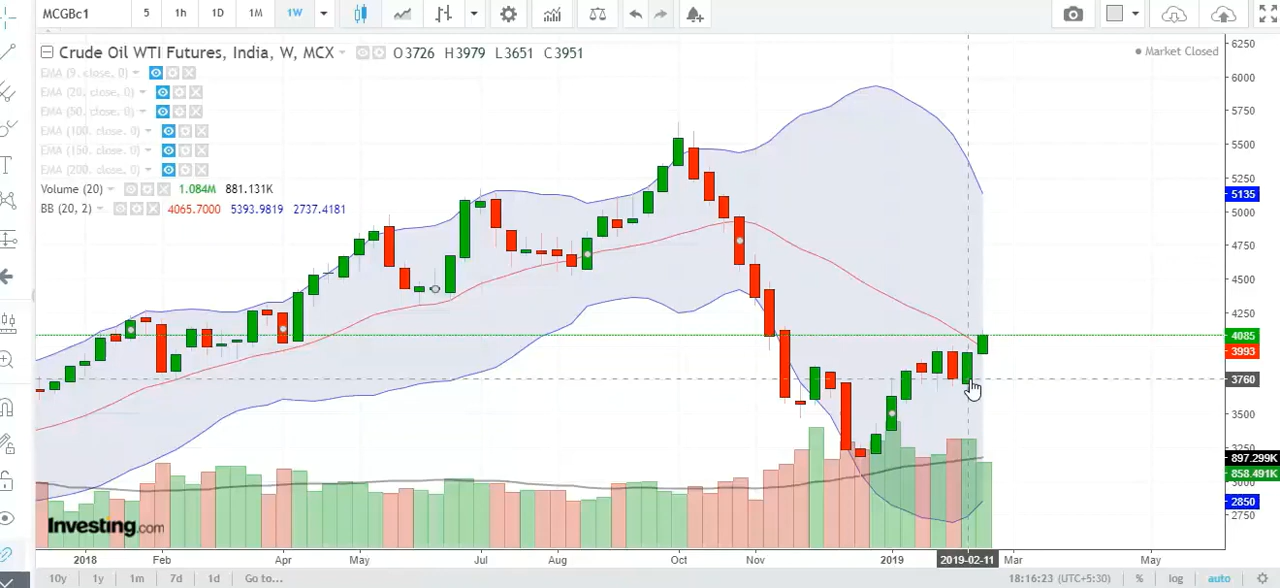 MCGBc1 5 1h 1D 1M 1W
Crude Oil WTI Futures, India, W, MCX O3726 H3979 L3651 C3951
Market Closed
EMA (9, close, 0)
EMA (20, close, 0)
EMA (50, close, 0)
EMA (100, close, 0)
EMA (150, close, 0)
EMA (200, close, 0)
Volume (20) 1.084M 881.131K
BB (20, 2) 4065.7000 5393.9819 2737.4181
6250
6000
5750
5500
5250
5135
5000
4750
4500
4250
4085
3993
3760
3500
3250
897.299K
858.491K
3000
2850
2750
Investing.com
2018 Feb Apr May Jul Aug Oct Nov 2019 2019-02-11 Mar May
10y 1y 1m 7d 1d Go to... 18:16:23 (UTC+5:30) % log auto